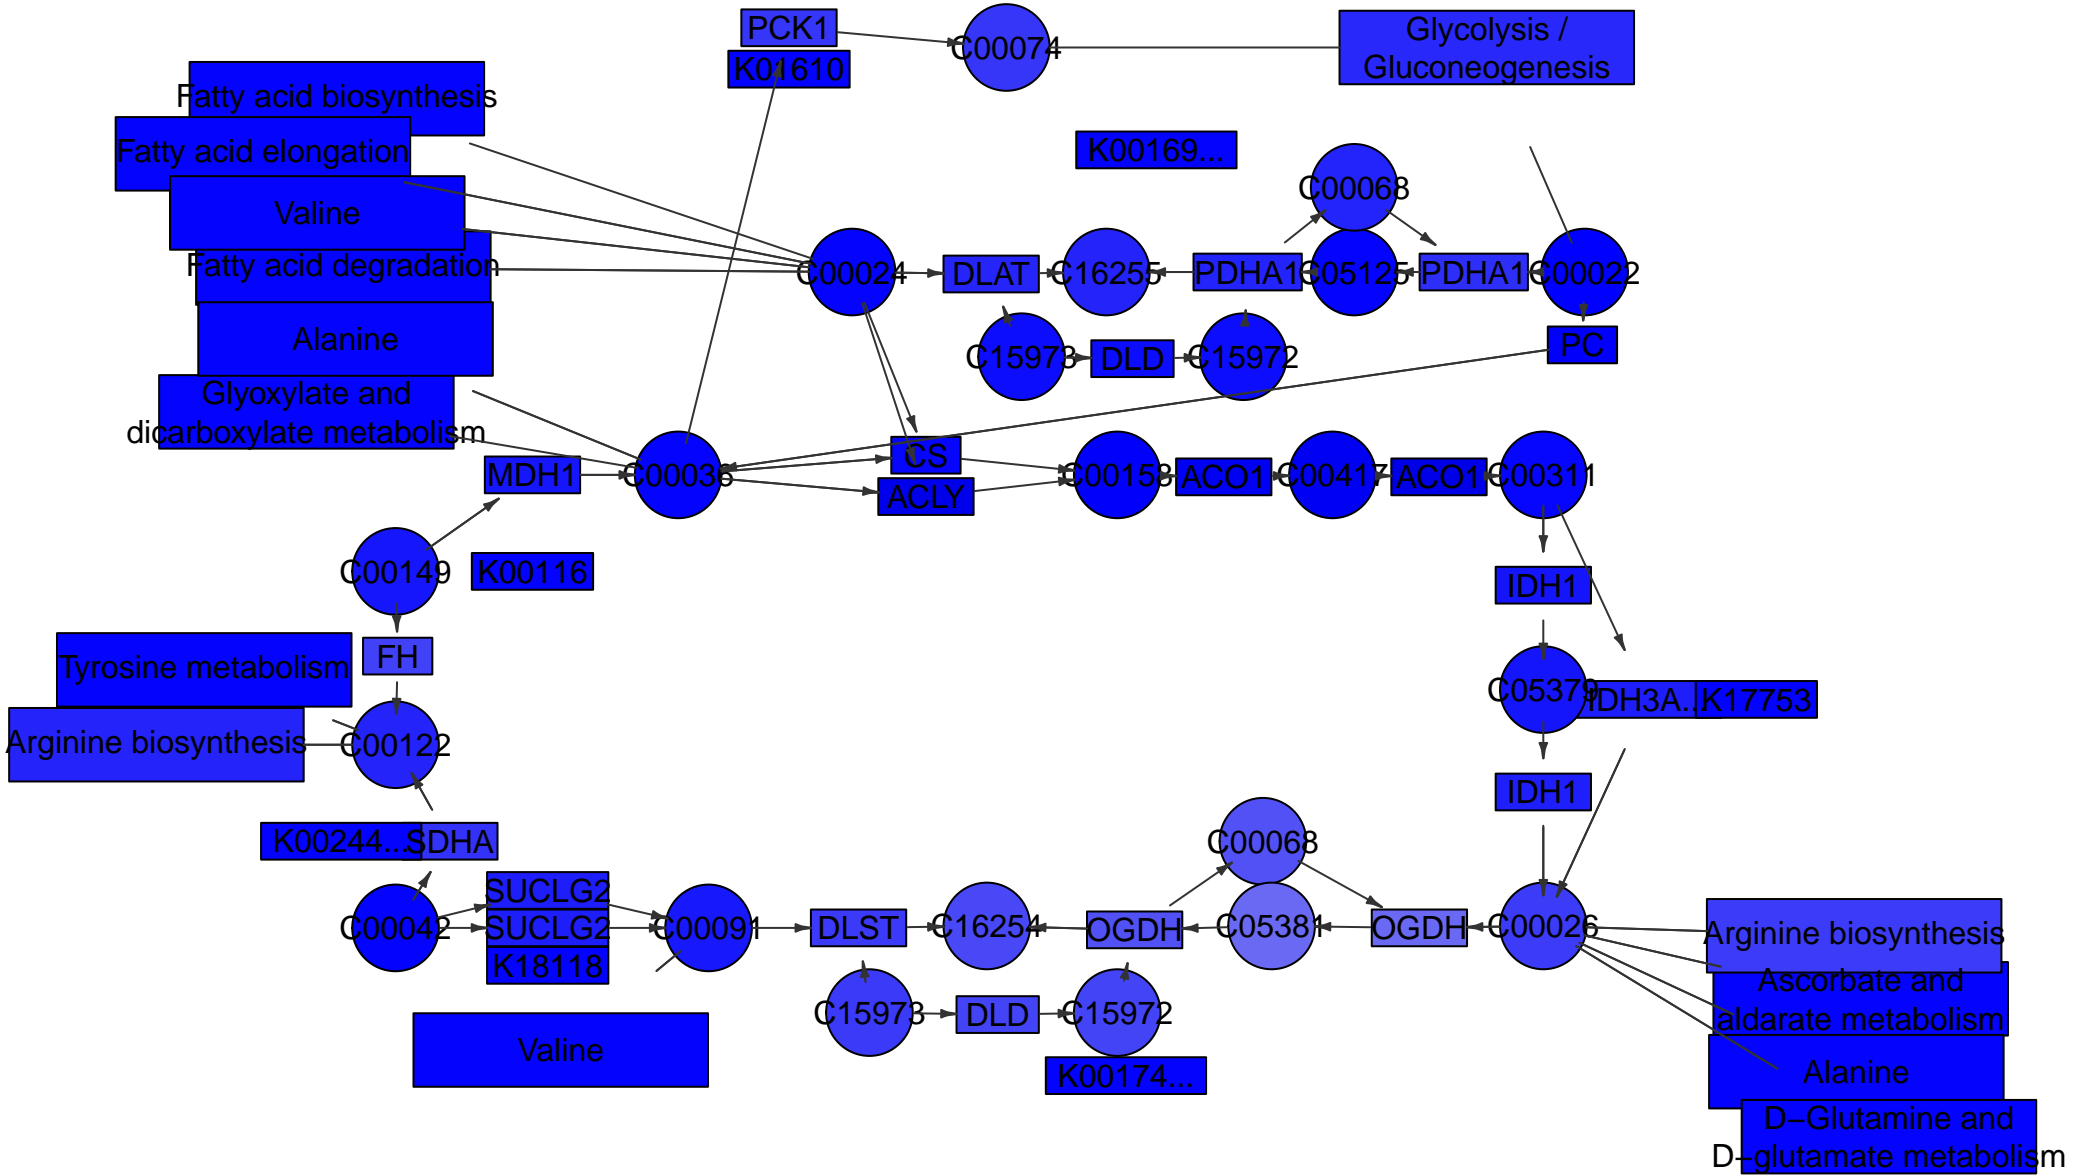 PCK1
K01610
C00074
Glycolysis /
Gluconeogenesis
Fatty acid biosynthesis
Fatty acid elongation
Valine
Fatty acid degradation
Alanine
Glyoxylate and
dicarboxylate metabolism
K00169...
C00068
C00024
DLAT
C16255
PDHA1
C05125
PDHA1
C00022
C15973
DLD
C15972
PC
MDH1
C00036
CS
ACLY
C00158
ACO1
C00417
ACO1
C00311
C00149
K00116
IDH1
FH
Tyrosine metabolism
C05379
IDH3A...
K17753
Arginine biosynthesis
C00122
IDH1
K00244...
SDHA
C00068
SUCLG2
C00042
SUCLG2
K18118
C00091
DLST
C16254
OGDH
C05381
OGDH
C00026
Arginine biosynthesis
Ascorbate and
aldarate metabolism
C15973
DLD
C15972
Valine
K00174...
Alanine
D−Glutamine and
D−glutamate metabolism